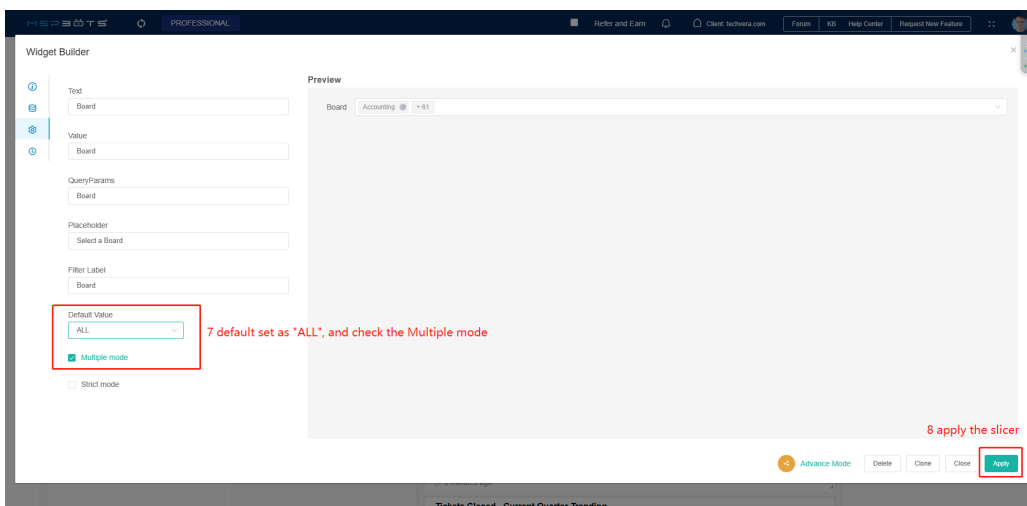 MSPBOTS
PROFESSIONAL
Refer and Earn
Client: techvera.com
Forum
KB
Help Center
Request New Feature
Widget Builder
Preview
Text
Board
Board
Accounting
+ 61
Value
Board
QueryParams
Board
Placeholder
Select a Board
Filter Label
Board
Default Value
ALL
7 default set as "ALL", and check the Multiple mode
Multiple mode
Strict mode
8 apply the slicer
Advance Mode
Delete
Clone
Close
Apply
2 minutes ago
Tickets Closed - Current Quarter Trending